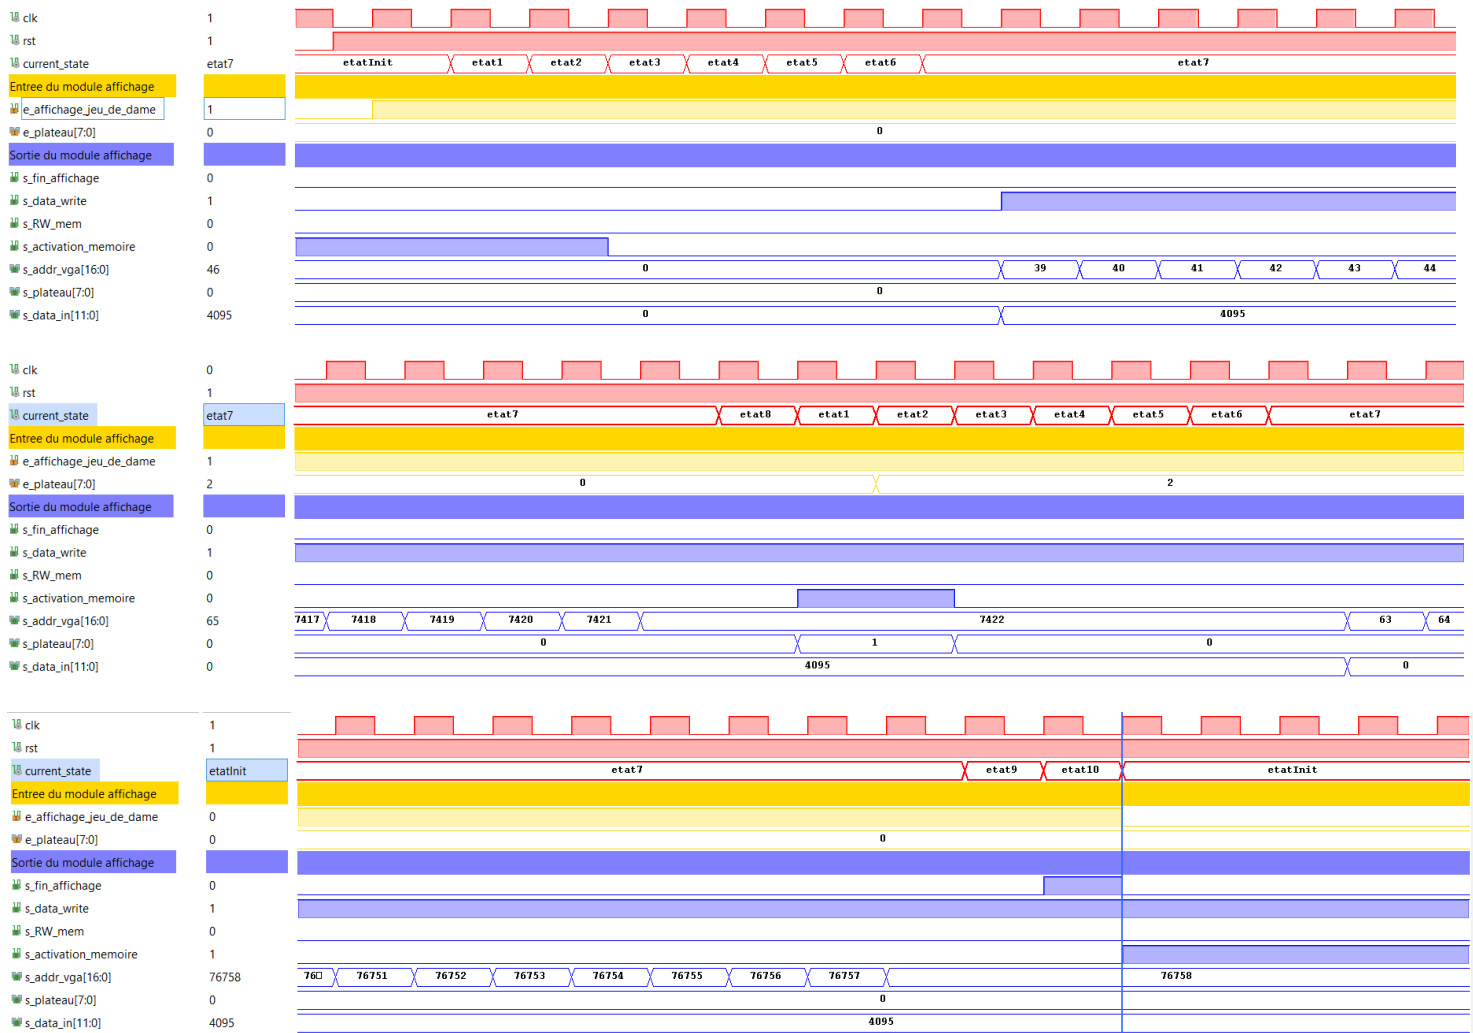 clk 1
rst 1
current_state etat7 etatInit etat1 etat2 etat3 etat4 etat5 etat6 etat7
Entree du module affichage
e_affichage_jeu_de_dame 1
e_plateau[7:0] 0 0
Sortie du module affichage
s_fin_affichage 0
s_data_write 1
s_RW_mem 0
s_activation_memoire 0
s_addr_vga[16:0] 46 0 39 40 41 42 43 44
s_plateau[7:0] 0 0
s_data_in[11:0] 4095 0 4095
clk 0
rst 1
current_state etat7 etat7 etat8 etat1 etat2 etat3 etat4 etat5 etat6 etat7
Entree du module affichage
e_affichage_jeu_de_dame 1
e_plateau[7:0] 2 0 2
Sortie du module affichage
s_fin_affichage 0
s_data_write 1
s_RW_mem 0
s_activation_memoire 0
s_addr_vga[16:0] 65 7417 7418 7419 7420 7421 7422 63 64
s_plateau[7:0] 0 0 1 0
s_data_in[11:0] 0 4095 0
clk 1
rst 1
current_state etatInit etat7 etat9 etat10 etatInit
Entree du module affichage
e_affichage_jeu_de_dame 0
e_plateau[7:0] 0 0
Sortie du module affichage
s_fin_affichage 0
s_data_write 1
s_RW_mem 0
s_activation_memoire 1
s_addr_vga[16:0] 76758 76□ 76751 76752 76753 76754 76755 76756 76757 76758
s_plateau[7:0] 0 0
s_data_in[11:0] 4095 4095